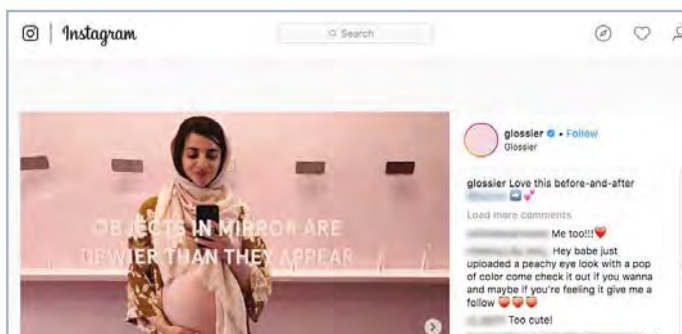 Instagram
Search
glossier • Follow
Glossier
glossier Love this before-and-after
Load more comments
Me too!!!❤️
Hey babe just
uploaded a peachy eye look with a pop
of color come check it out if you wanna
and maybe if you're feeling it give me a
follow ❤️❤️❤️
Too cute!
OBJECTS IN MIRROR ARE
DEWIER THAN THEY APPEAR